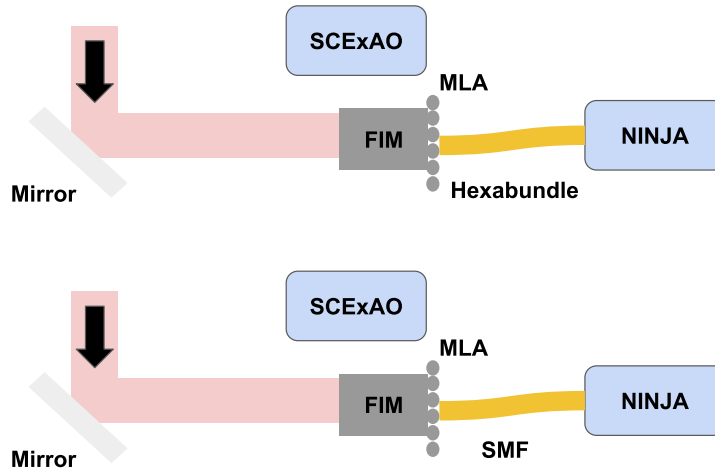 SCExAO
MLA
FIM
NINJA
Mirror
Hexabundle
SCExAO
MLA
FIM
NINJA
Mirror
SMF